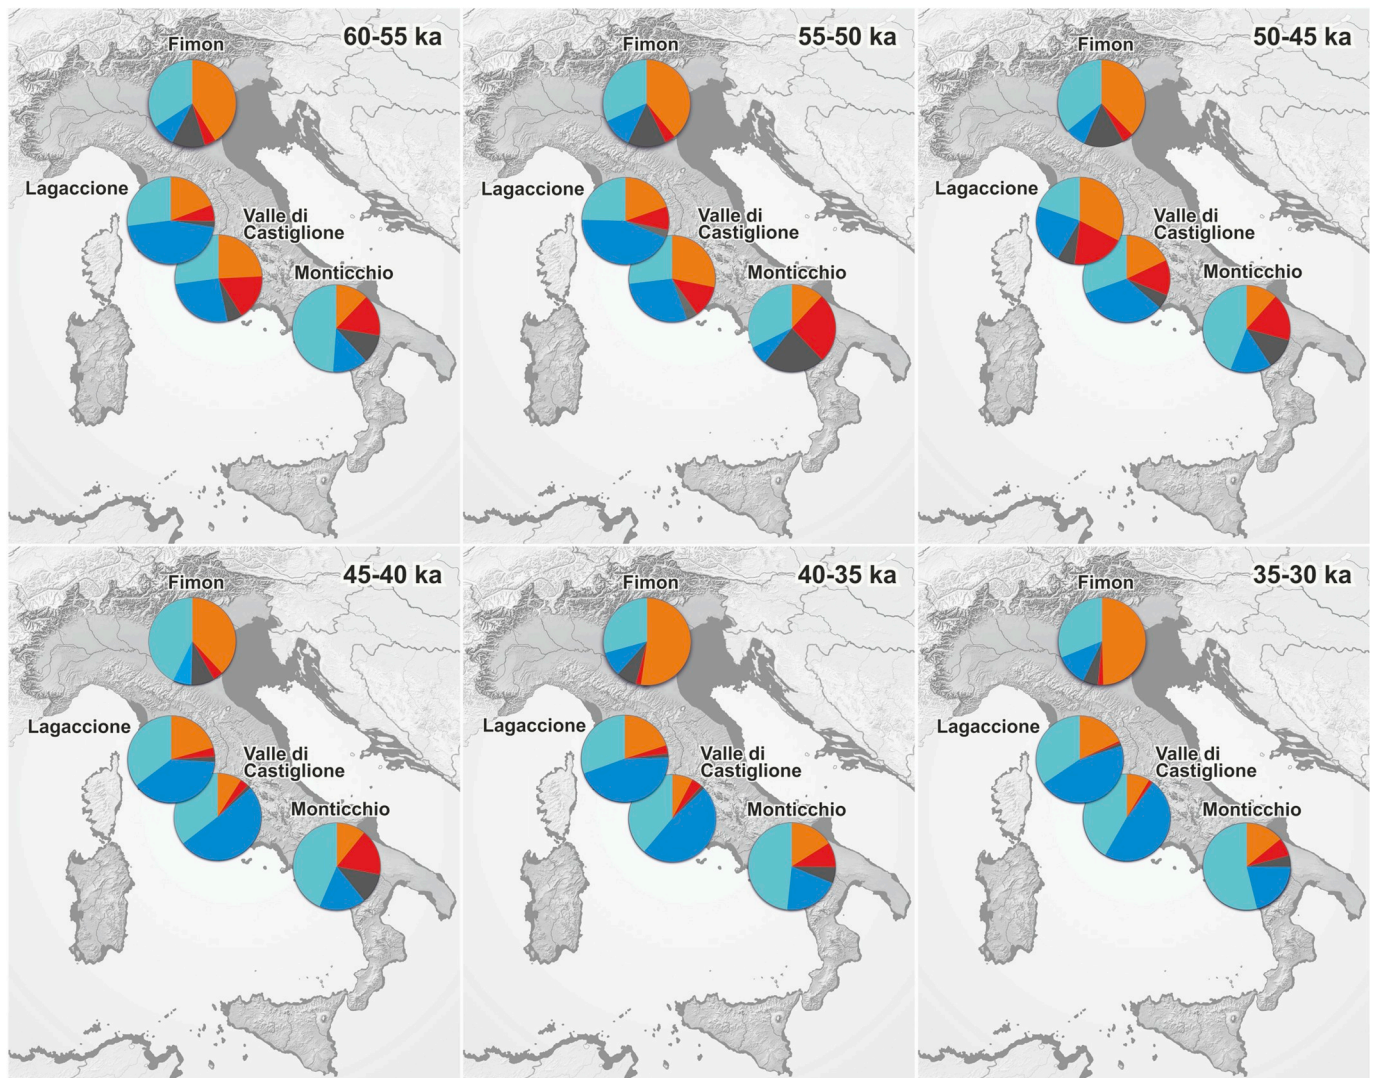 60-55 ka
Fimon
Lagaccione
Valle di
Castiglione
Monticchio
55-50 ka
Fimon
Lagaccione
Valle di
Castiglione
Monticchio
50-45 ka
Fimon
Lagaccione
Valle di
Castiglione
Monticchio
45-40 ka
Fimon
Lagaccione
Valle di
Castiglione
Monticchio
40-35 ka
Fimon
Lagaccione
Valle di
Castiglione
Monticchio
35-30 ka
Fimon
Lagaccione
Valle di
Castiglione
Monticchio